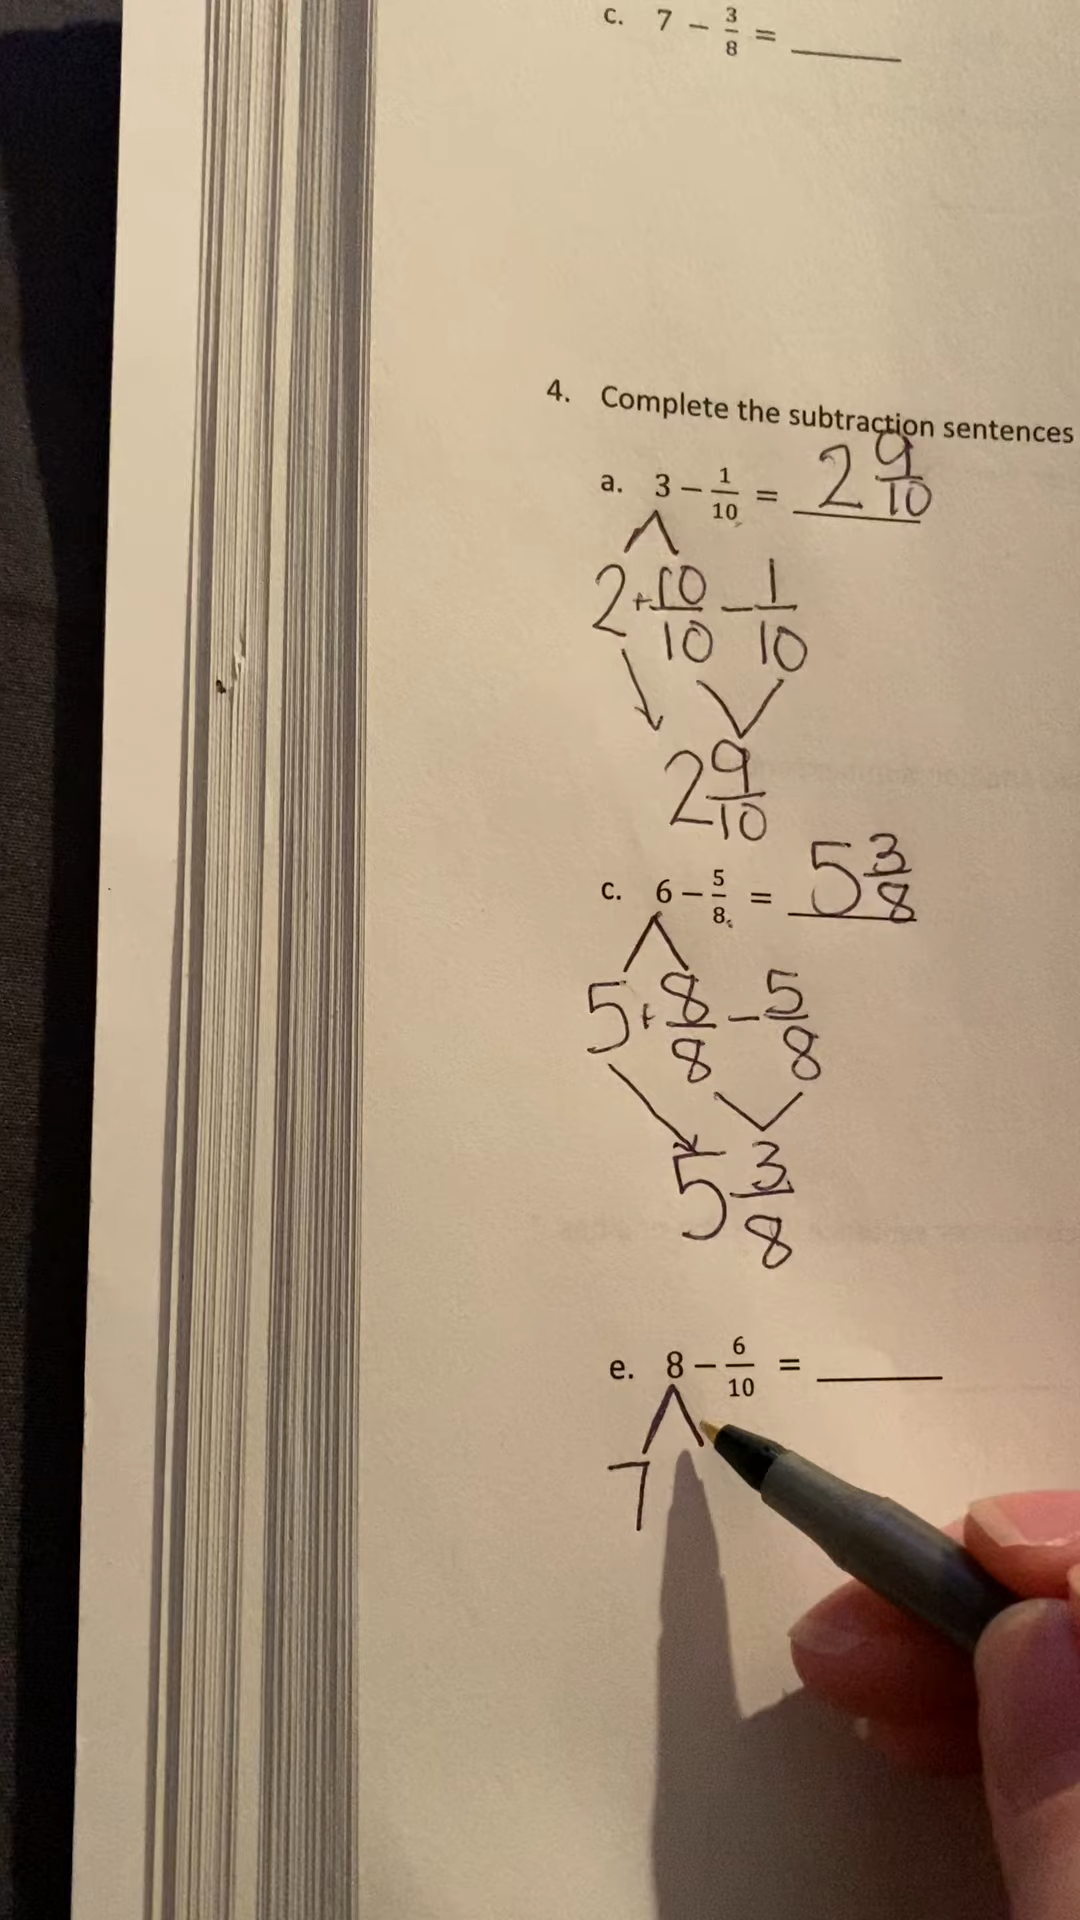 c. 7 − 3/8 = ______
4. Complete the subtraction sentences
a. 3 − 1/10 = 2 9/10
2 + 10/10 − 1/10
2 9/10
c. 6 − 5/8 = 5 3/8
5 + 8/8 − 5/8
5 3/8
e. 8 − 6/10 = ______
7